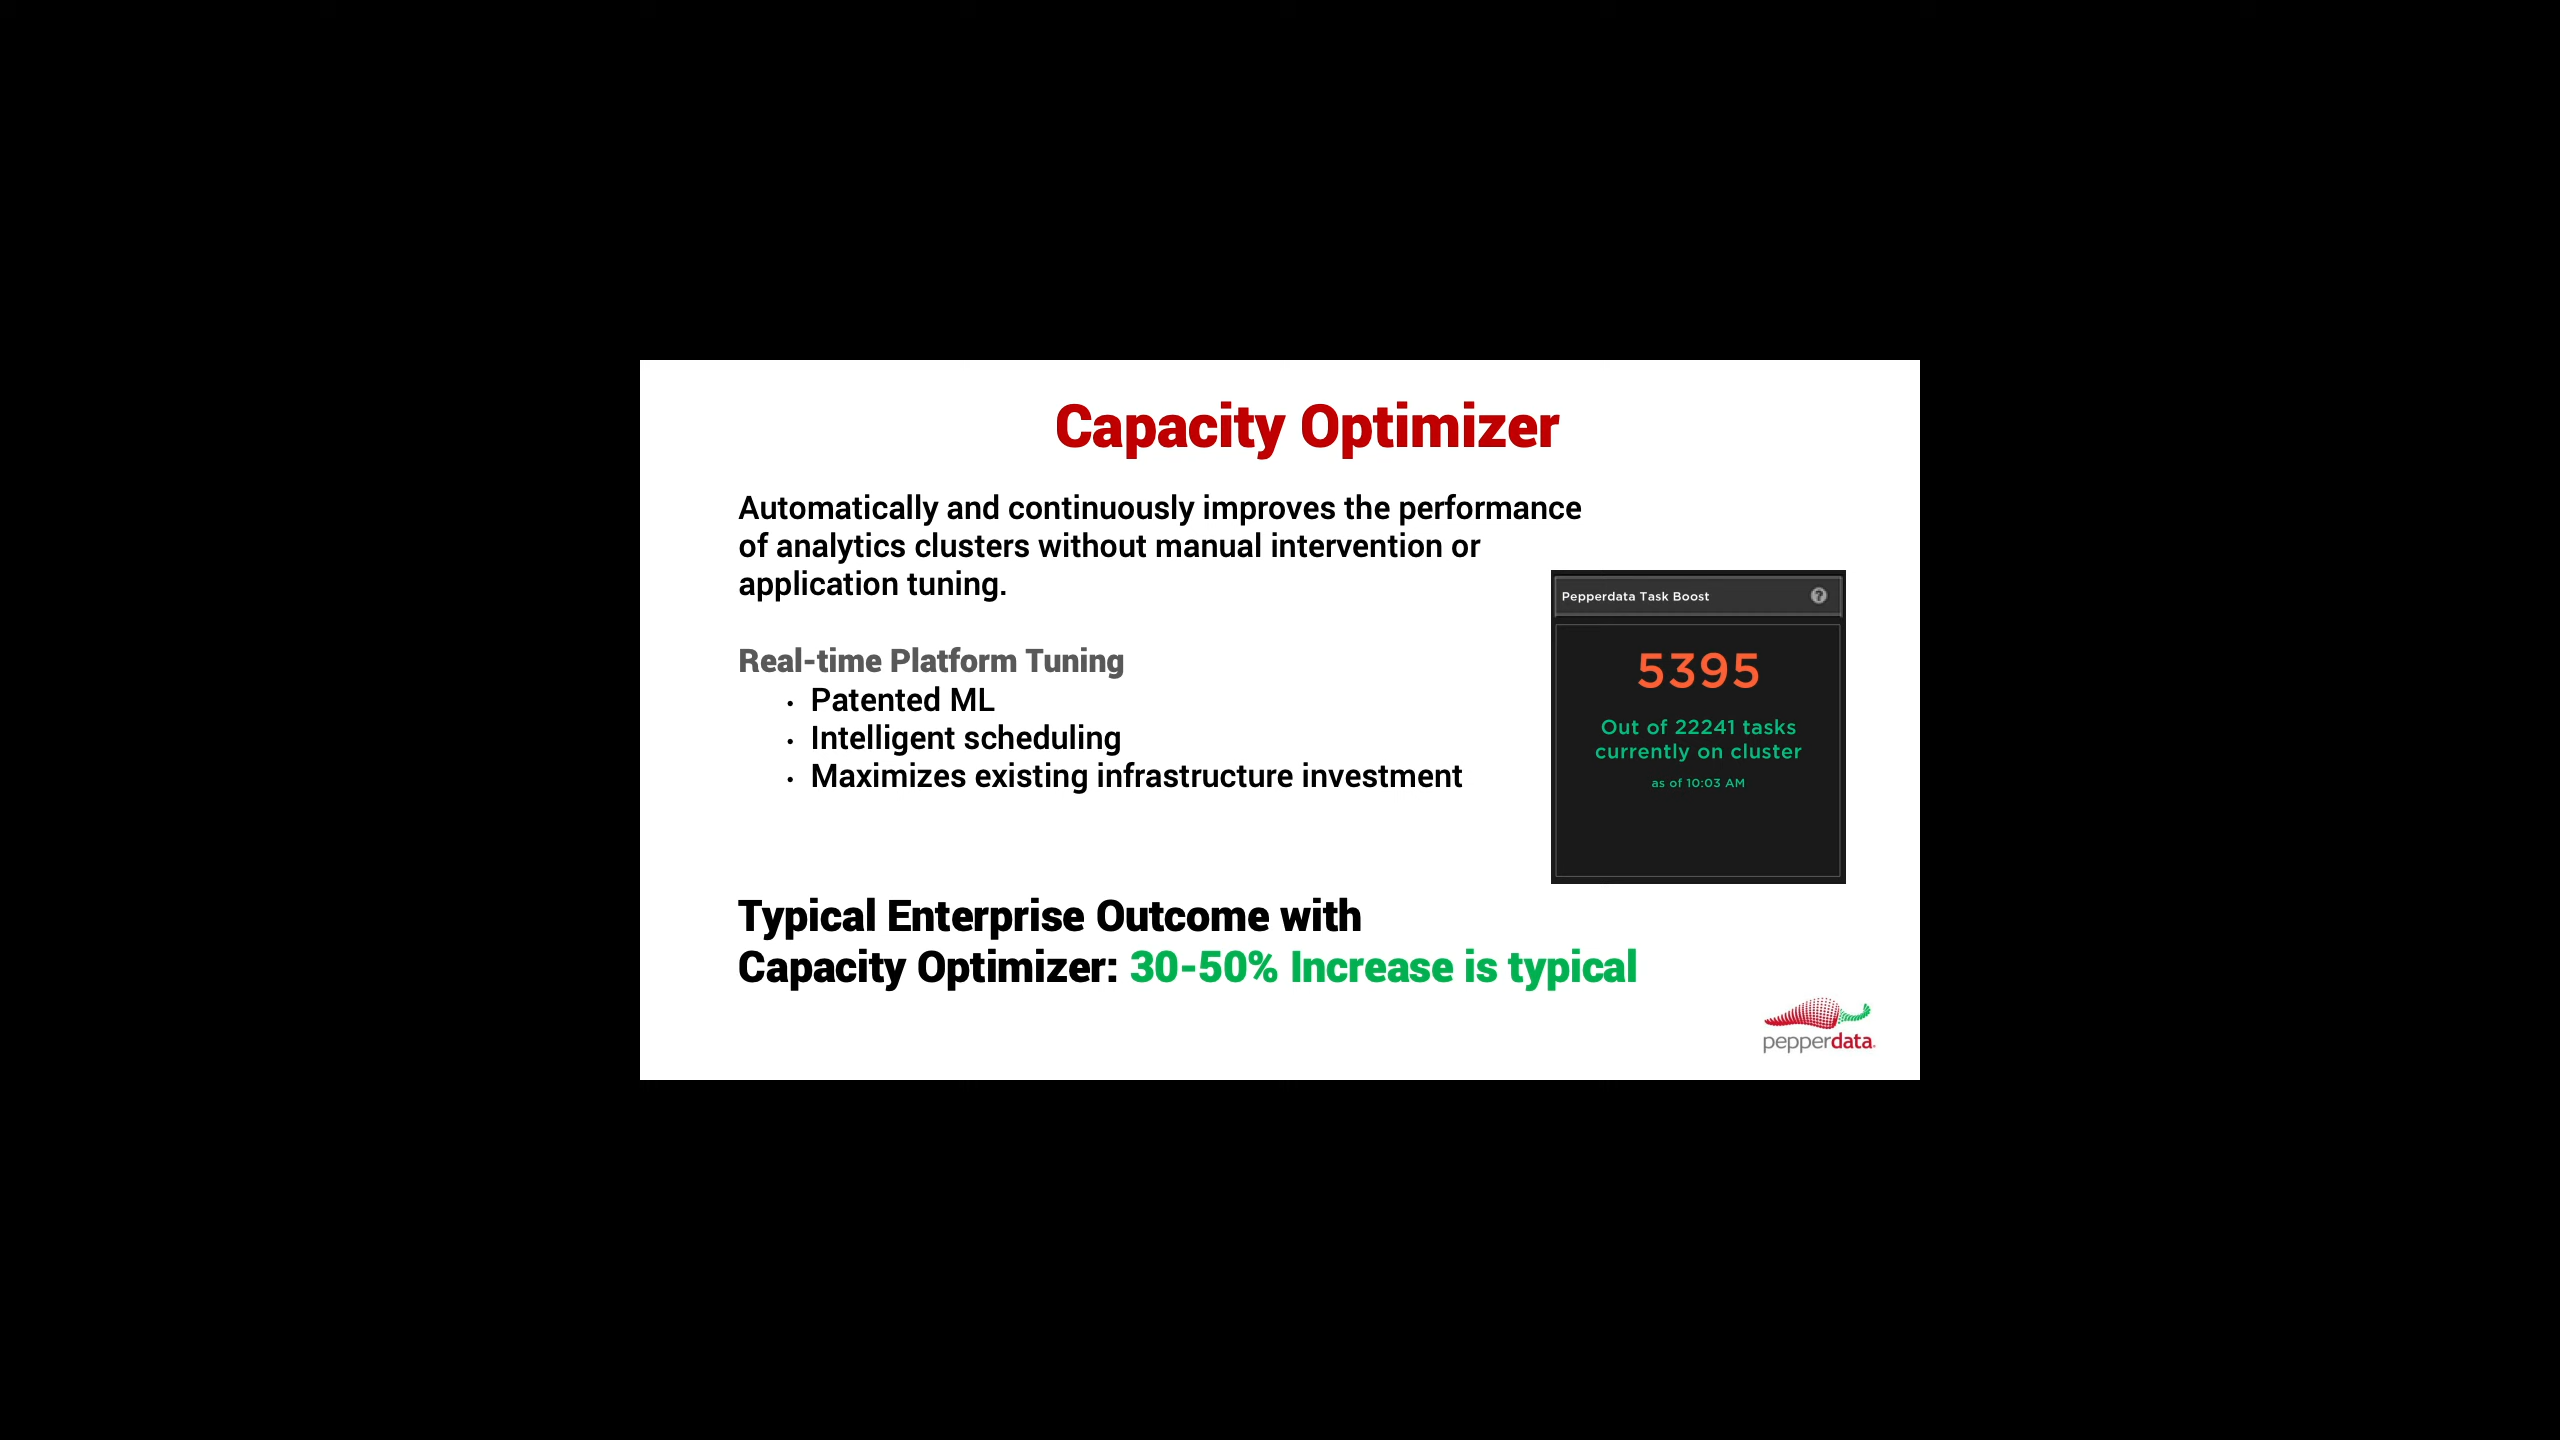 Capacity Optimizer
Automatically and continuously improves the performance
of analytics clusters without manual intervention or
application tuning.
Real-time Platform Tuning
• Patented ML
• Intelligent scheduling
• Maximizes existing infrastructure investment
Pepperdata Task Boost ?
5395
Out of 22241 tasks
currently on cluster
as of 10:03 AM
Typical Enterprise Outcome with
Capacity Optimizer: 30-50% Increase is typical
pepperdata